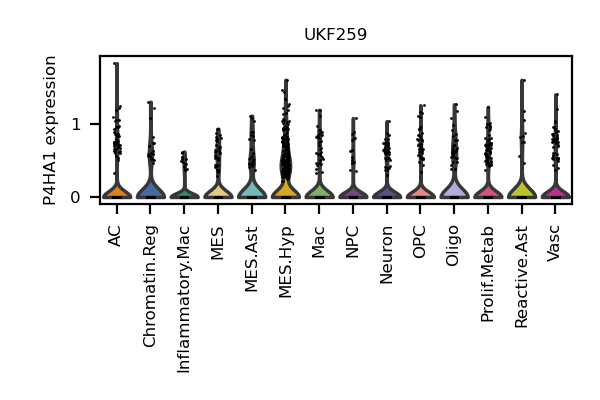 UKF259
P4HA1 expression
1
0
AC
Chromatin.Reg
Inflammatory.Mac
MES
MES.Ast
MES.Hyp
Mac
NPC
Neuron
OPC
Oligo
Prolif.Metab
Reactive.Ast
Vasc